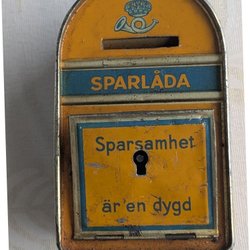 SPARLÅDA
Sparsamhet
är en dygd